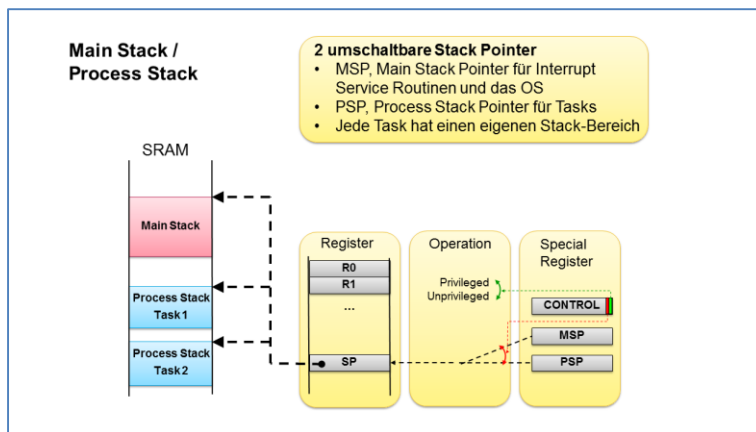 Main Stack /
Process Stack
2 umschaltbare Stack Pointer
• MSP, Main Stack Pointer für Interrupt
Service Routinen und das OS
• PSP, Process Stack Pointer für Tasks
• Jede Task hat einen eigenen Stack-Bereich
SRAM
Main Stack
Process Stack
Task 1
Process Stack
Task 2
Register
R0
R1
...
SP
Operation
Privileged
Unprivileged
Special
Register
CONTROL
MSP
PSP